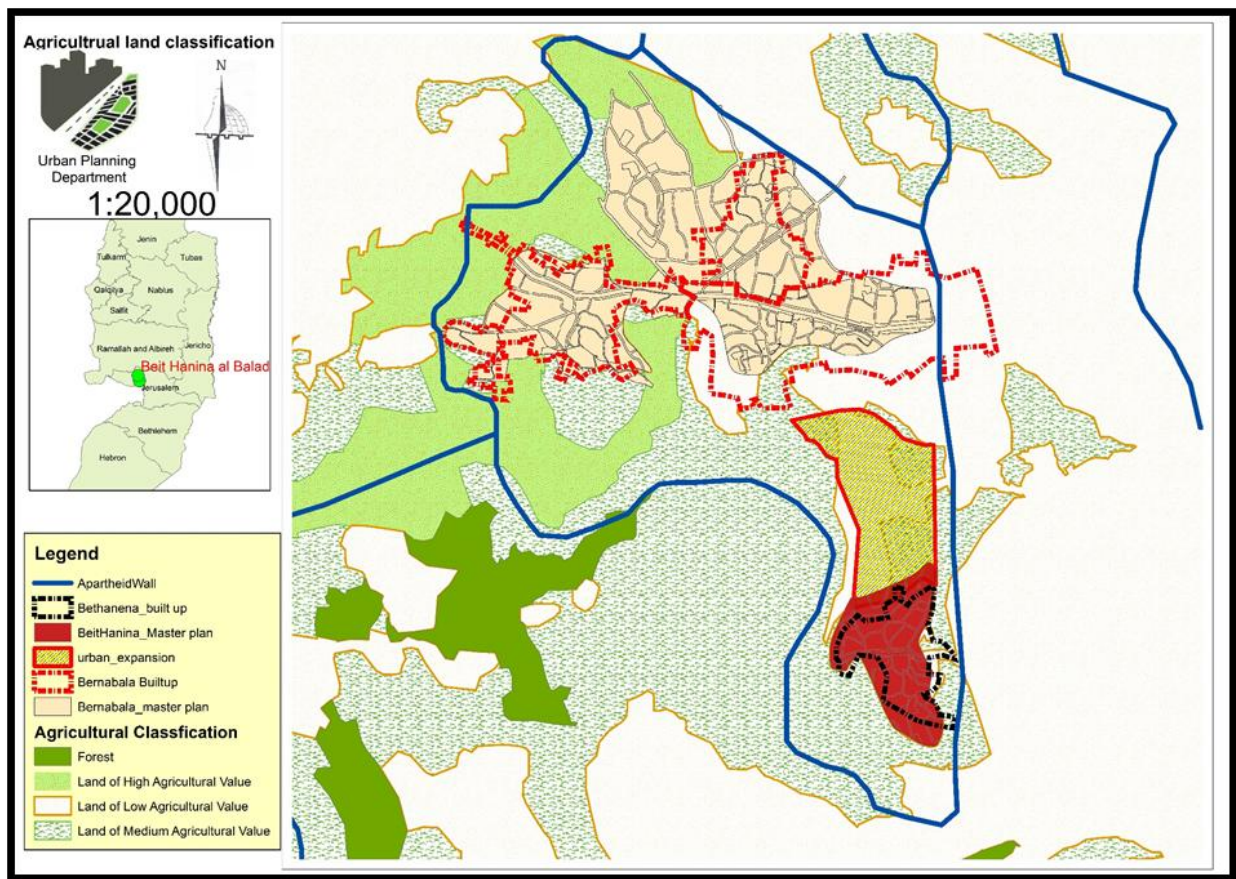 Agricultrual land classification
N
Urban Planning
Department
1:20,000
Jenin
Tulkarm
Tubas
Qalqilya
Nablus
Salfit
Ramallah and Albireh
Jericho
Beit Hanina al Balad
Jerusalem
Bethlehem
Habron
Legend
ApartheidWall
Bethanena_built up
BeitHanina_Master plan
urban_expansion
Bernabala Builtup
Bernabala_master plan
Agricultural Classfication
Forest
Land of High Agricultural Value
Land of Low Agricultural Value
Land of Medium Agricultural Value